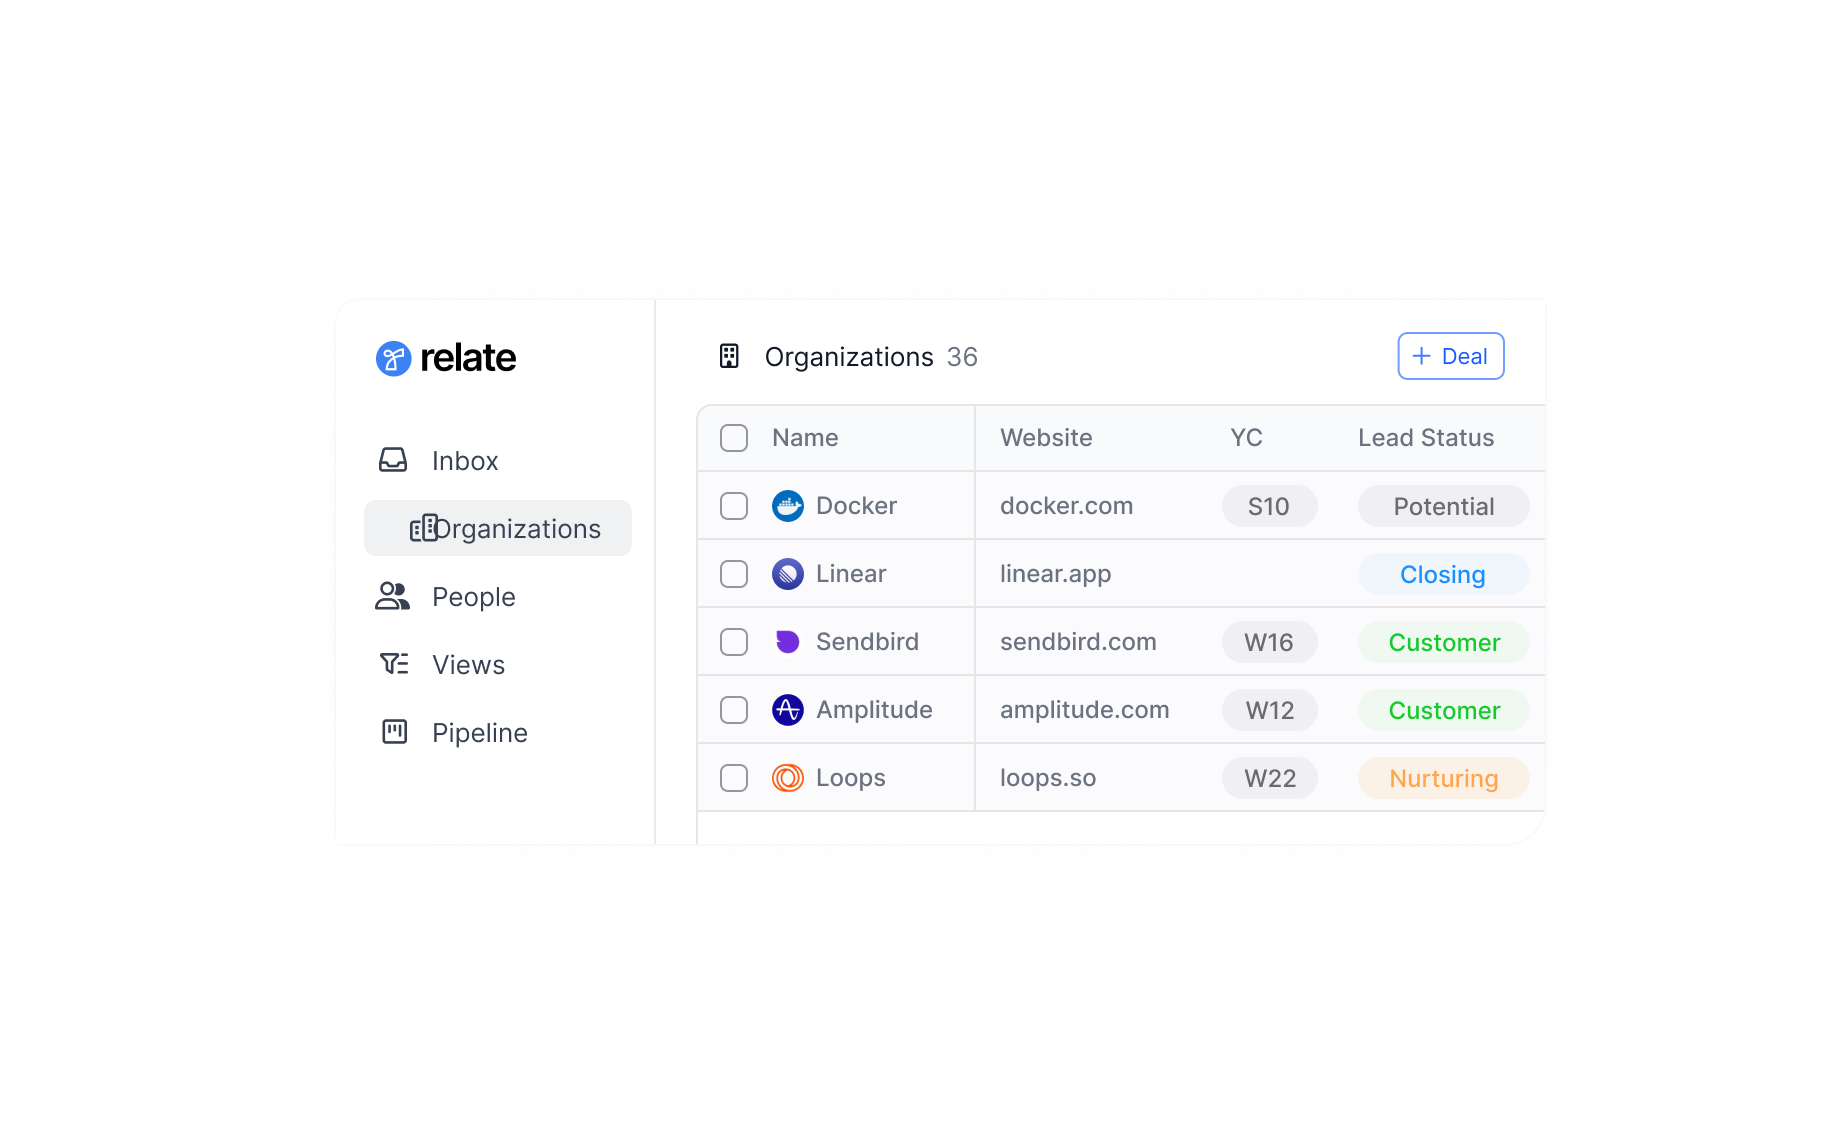 relate
Inbox
Organizations
People
Views
Pipeline
Organizations 36
+ Deal
Name Website YC Lead Status
Docker docker.com S10 Potential
Linear linear.app Closing
Sendbird sendbird.com W16 Customer
Amplitude amplitude.com W12 Customer
Loops loops.so W22 Nurturing